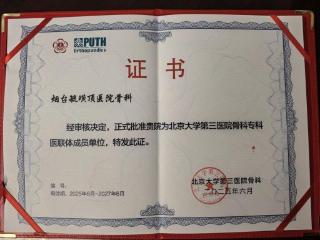 PUTH
Orthopaedics
证书
烟台毓璜顶医院骨科
经审核决定，正式批准贵院为北京大学第三医院骨科专科
医联体成员单位，特发此证。
编号：
有效期：2025年6月-2027年6月
北京大学第三医院骨科
二〇二五年六月